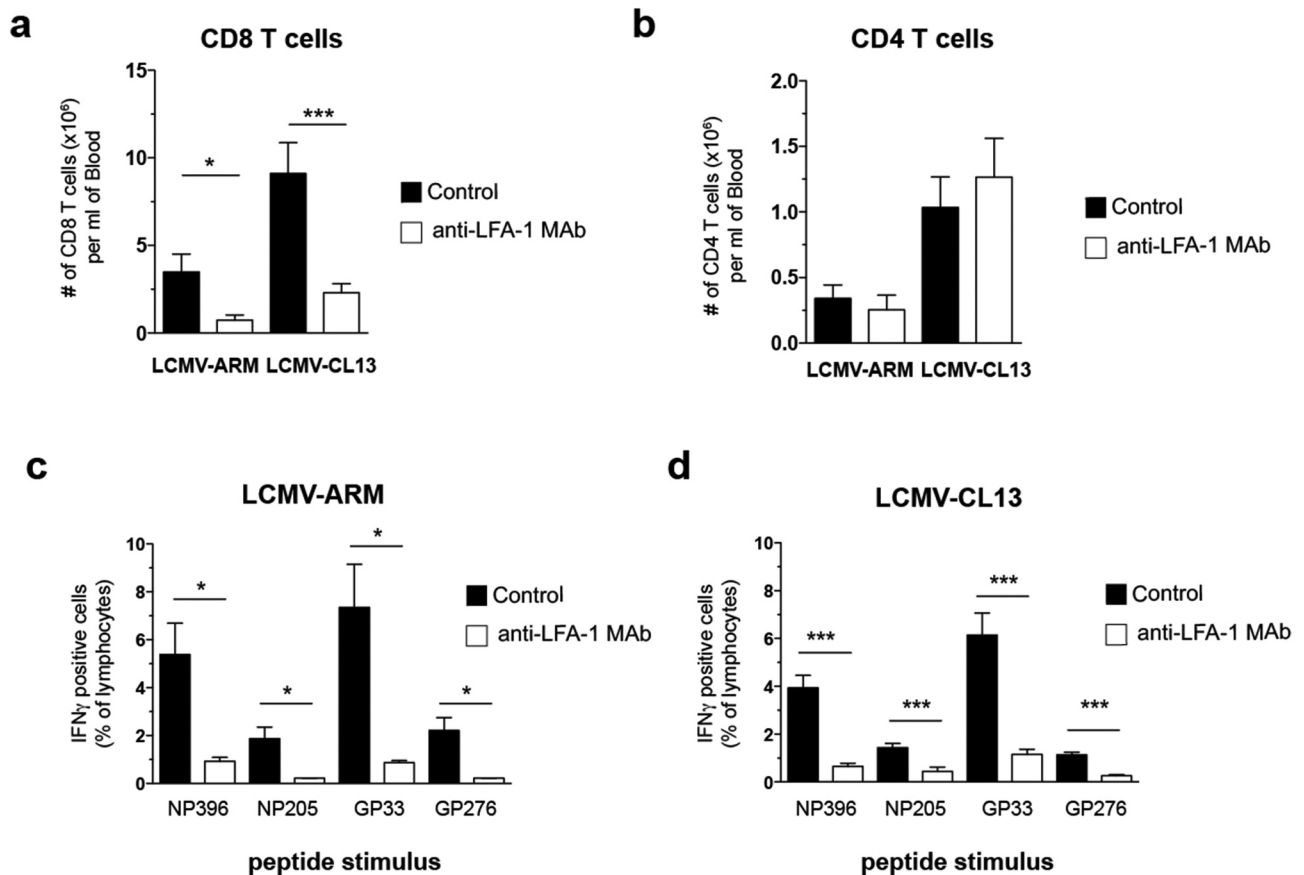 a
CD8 T cells
# of CD8 T cells (x10⁶)
per ml of Blood
15
10
5
0
*
***
Control
anti-LFA-1 MAb
LCMV-ARM LCMV-CL13
b
CD4 T cells
# of CD4 T cells (x10⁶)
per ml of Blood
2.0
1.5
1.0
0.5
0.0
Control
anti-LFA-1 MAb
LCMV-ARM LCMV-CL13
c
LCMV-ARM
IFNγ positive cells
(% of lymphocytes)
10
8
6
4
2
0
*
*
*
*
Control
anti-LFA-1 MAb
NP396 NP205 GP33 GP276
peptide stimulus
d
LCMV-CL13
IFNγ positive cells
(% of lymphocytes)
10
8
6
4
2
0
***
***
***
***
Control
anti-LFA-1 MAb
NP396 NP205 GP33 GP276
peptide stimulus